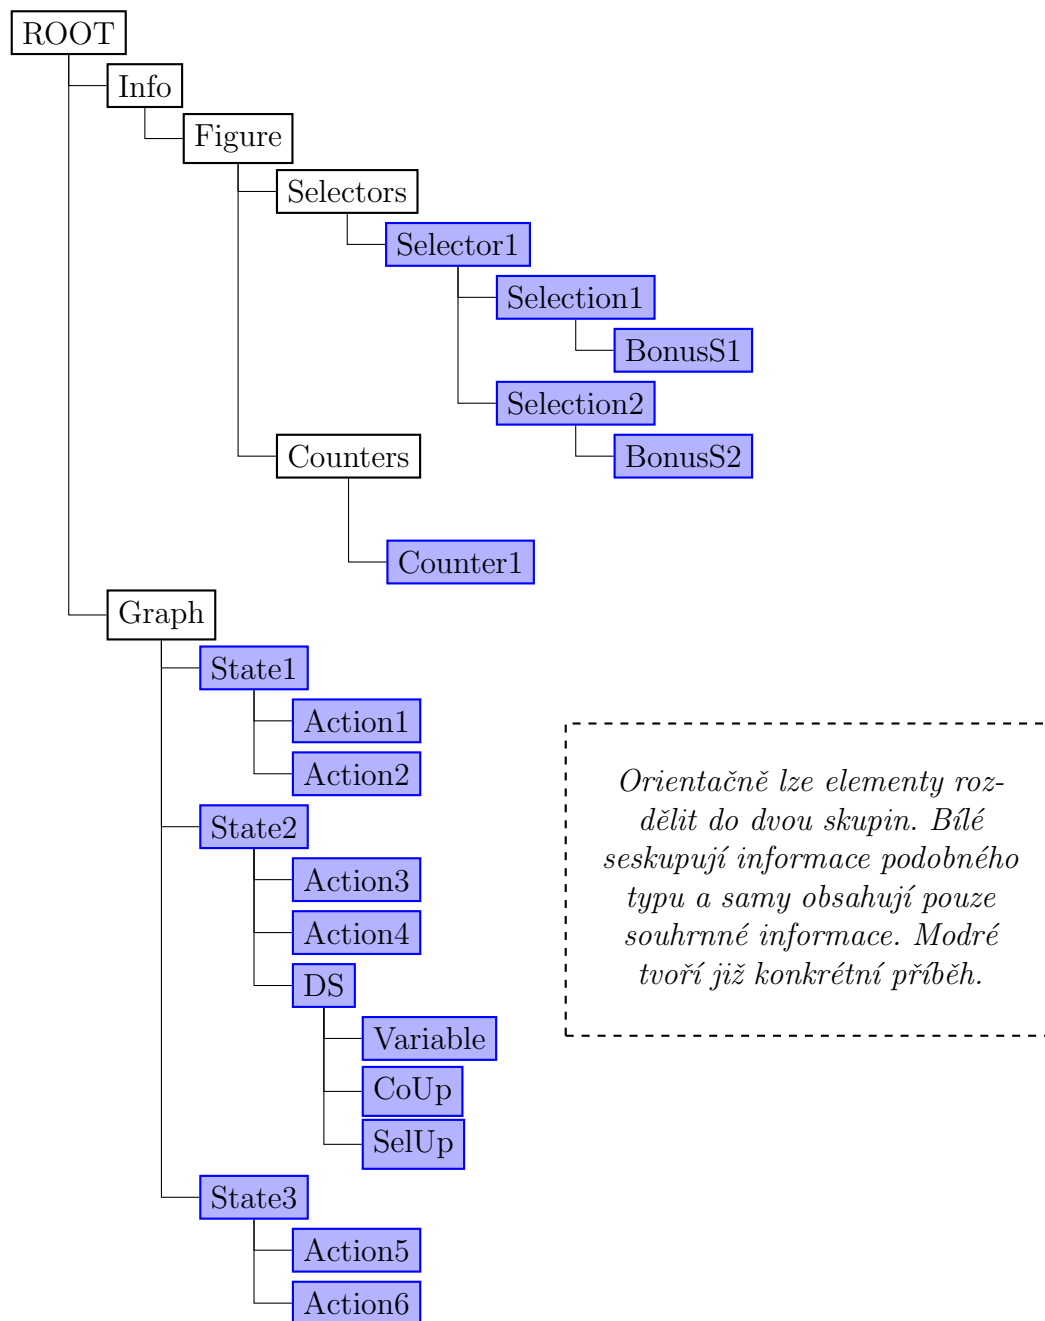 ROOT
Info
Figure
Selectors
Selector1
Selection1
BonusS1
Selection2
Counters
BonusS2
Counter1
Graph
State1
Action1
Action2
State2
Action3
Action4
DS
Variable
CoUp
SelUp
State3
Action5
Action6
Orientačně lze elementy roz-
dělit do dvou skupin. Bílé
seskupují informace podobného
typu a samy obsahují pouze
souhrnné informace. Modré
tvoří již konkrétní příběh.